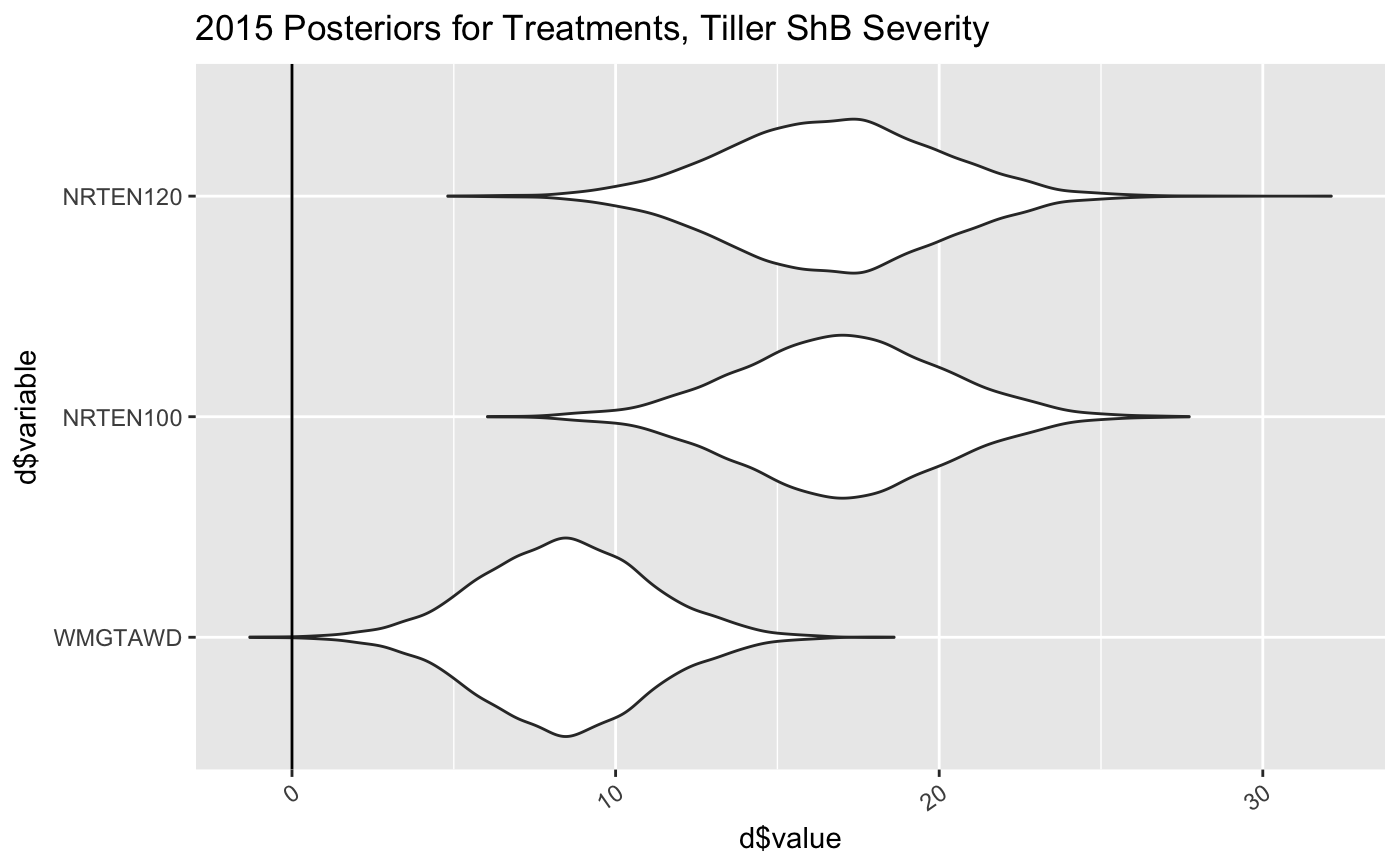 2015 Posteriors for Treatments, Tiller ShB Severity
NRTEN120
NRTEN100
WMGTAWD
d$variable
0
10
20
30
d$value